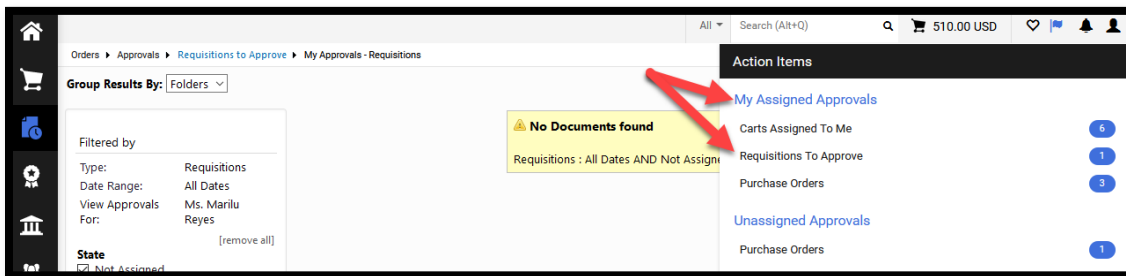 All Search (Alt+Q) 510.00 USD
Orders Approvals Requisitions to Approve My Approvals - Requisitions
Group Results By: Folders
Filtered by
Type: Requisitions
Date Range: All Dates
View Approvals For: Ms. Marilu Reyes
[remove all]
State
Not Assigned
No Documents found
Requisitions : All Dates AND Not Assigne
Action Items
My Assigned Approvals
Carts Assigned To Me 6
Requisitions To Approve 1
Purchase Orders 3
Unassigned Approvals
Purchase Orders 1